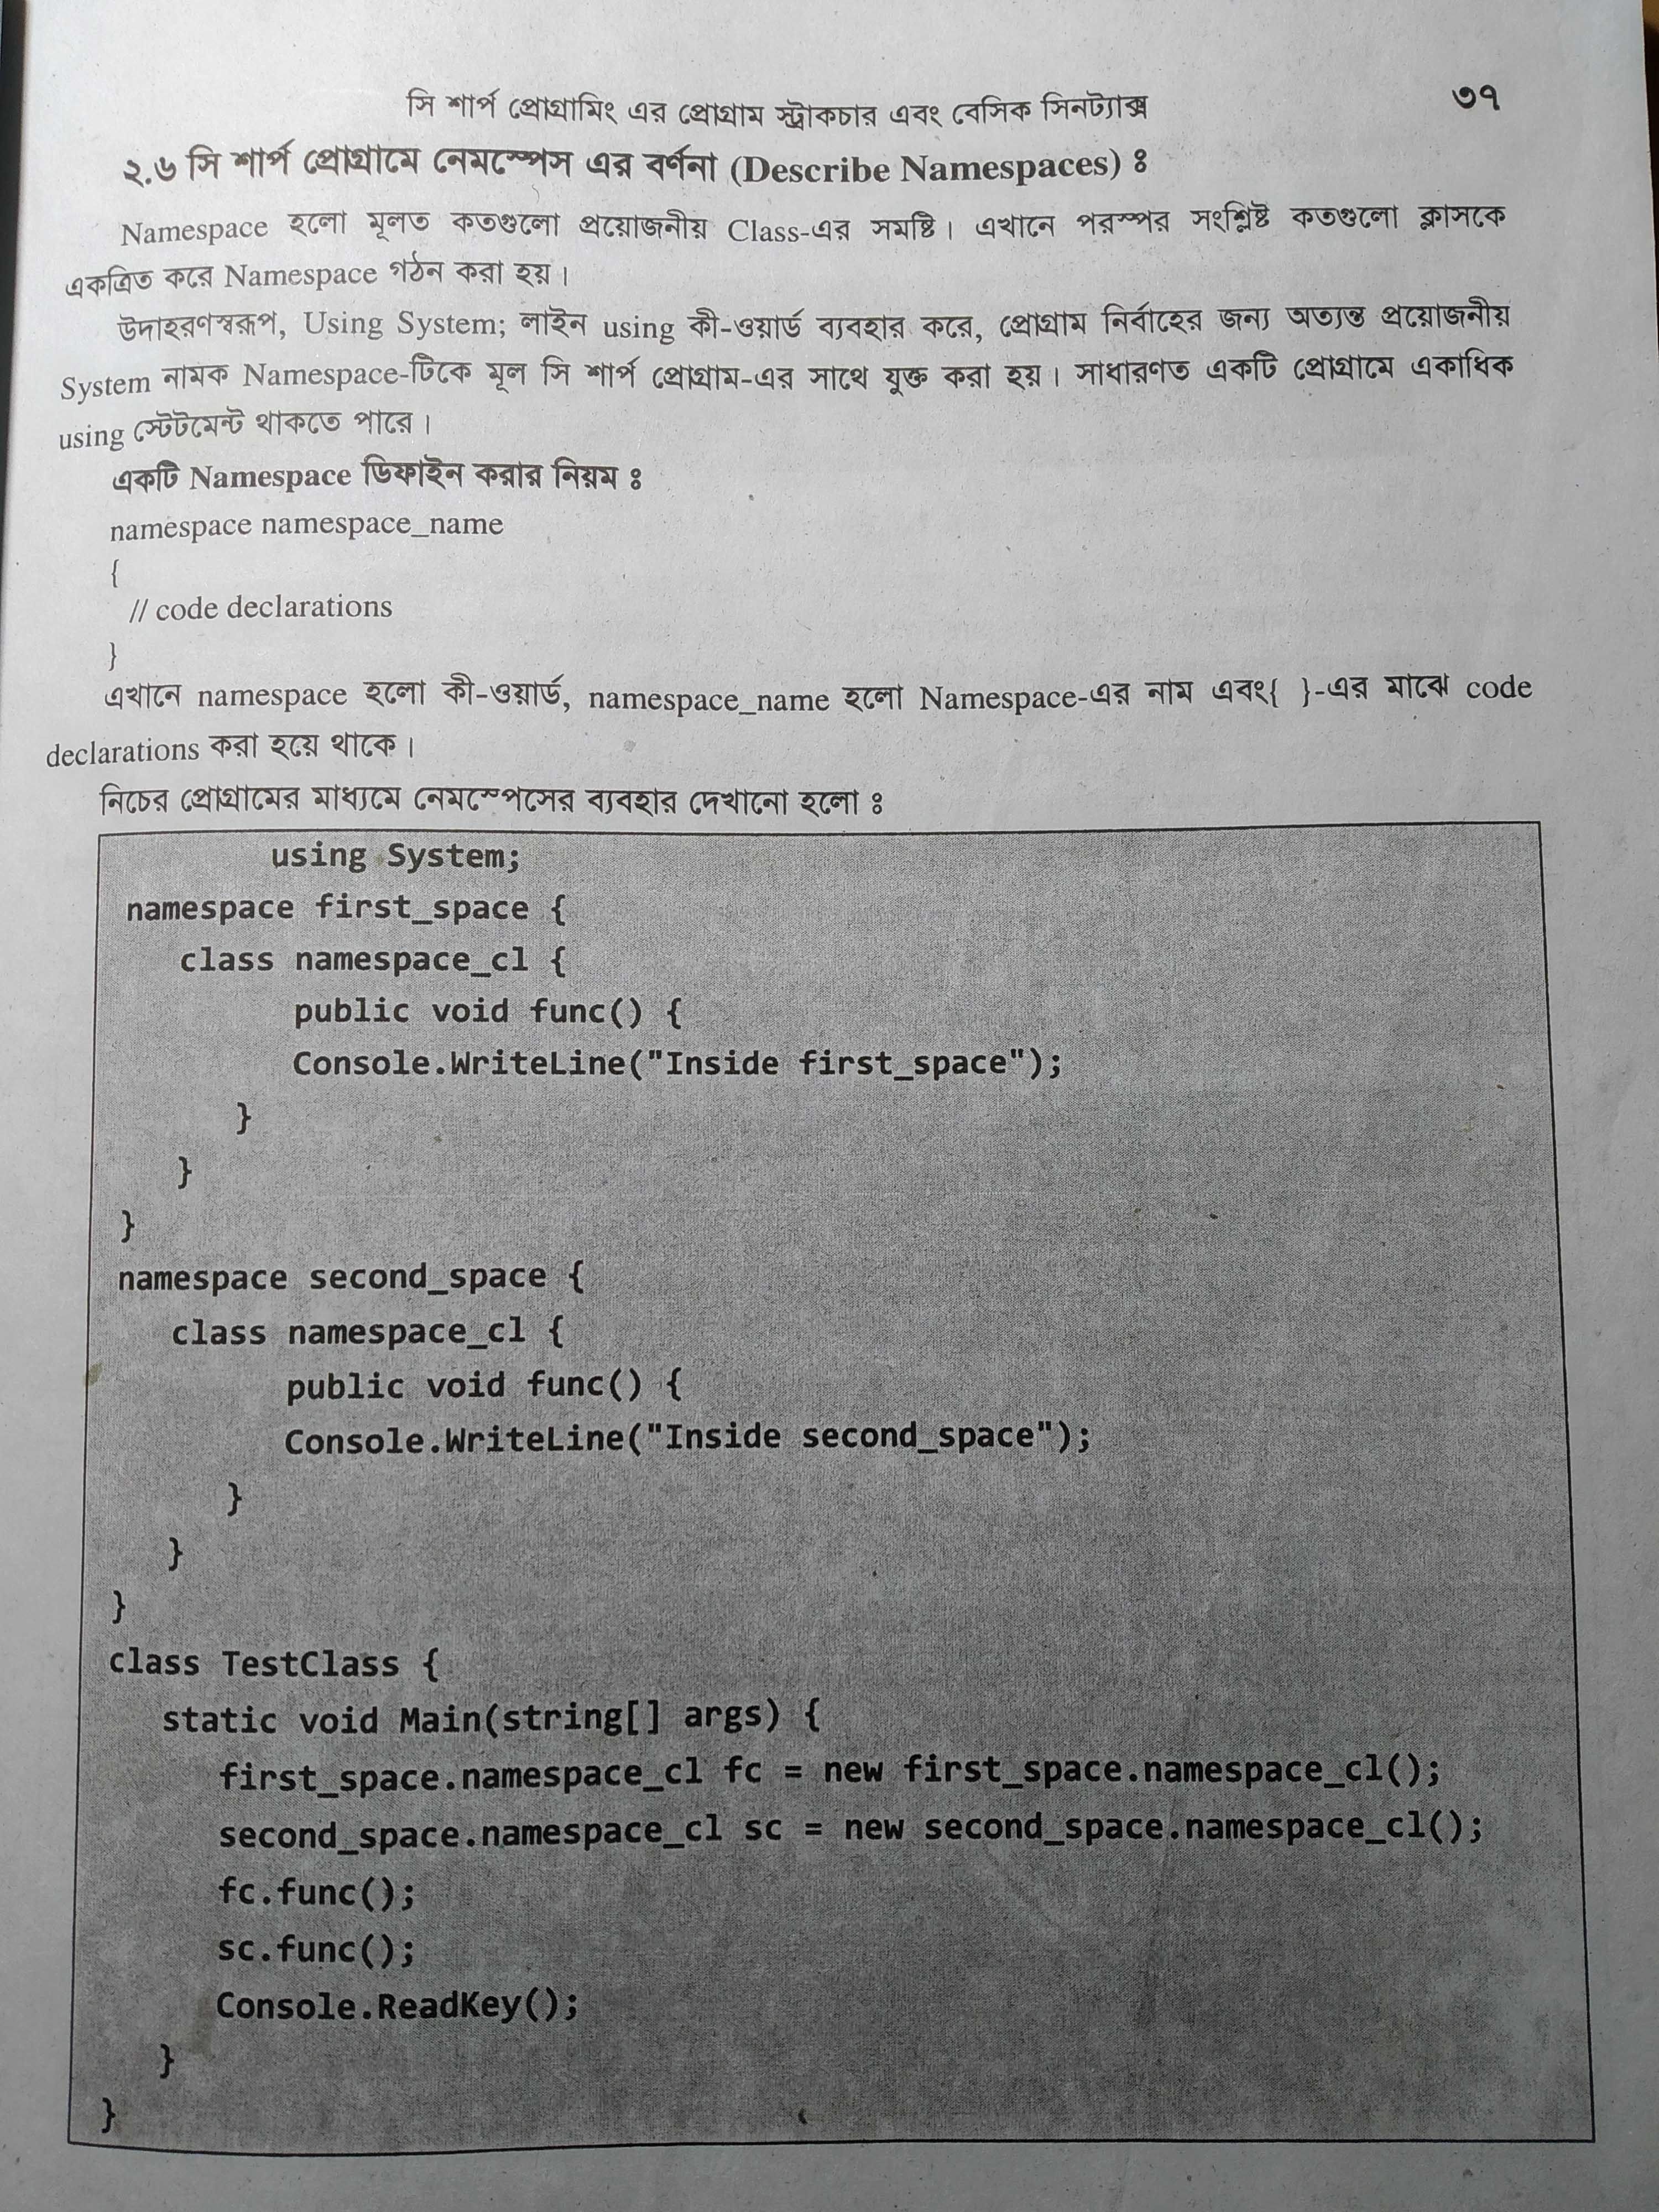 সি শার্প প্রোগ্রামিং এর প্রোগ্রাম স্ট্রাকচার এবং বেসিক সিনট্যাক্স ৩৭
২.৬ সি শার্প প্রোগ্রামে নেমস্পেস এর বর্ণনা (Describe Namespaces) ঃ
Namespace হলো মূলত কতগুলো প্রয়োজনীয় Class-এর সমষ্টি। এখানে পরস্পর সংশ্লিষ্ট কতগুলো ক্লাসকে
একত্রিত করে Namespace গঠন করা হয়।
উদাহরণস্বরূপ, Using System; লাইন using কী-ওয়ার্ড ব্যবহার করে, প্রোগ্রাম নির্বাহের জন্য অত্যন্ত প্রয়োজনীয়
System নামক Namespace-টিকে মূল সি শার্প প্রোগ্রাম-এর সাথে যুক্ত করা হয়। সাধারণত একটি প্রোগ্রামে একাধিক
using স্টেটমেন্ট থাকতে পারে।
একটি Namespace ডিফাইন করার নিয়ম ঃ
namespace namespace_name
{
// code declarations
}
এখানে namespace হলো কী-ওয়ার্ড, namespace_name হলো Namespace-এর নাম এবং{ }-এর মাঝে code
declarations করা হয়ে থাকে।
নিচের প্রোগ্রামের মাধ্যমে নেমস্পেসের ব্যবহার দেখানো হলো ঃ
using System;
namespace first_space {
class namespace_cl {
public void func() {
Console.WriteLine("Inside first_space");
}
}
}
namespace second_space {
class namespace_cl {
public void func() {
Console.WriteLine("Inside second_space");
}
}
}
class TestClass {
static void Main(string[] args) {
first_space.namespace_cl fc = new first_space.namespace_cl();
second_space.namespace_cl sc = new second_space.namespace_cl();
fc.func();
sc.func();
Console.ReadKey();
}
}